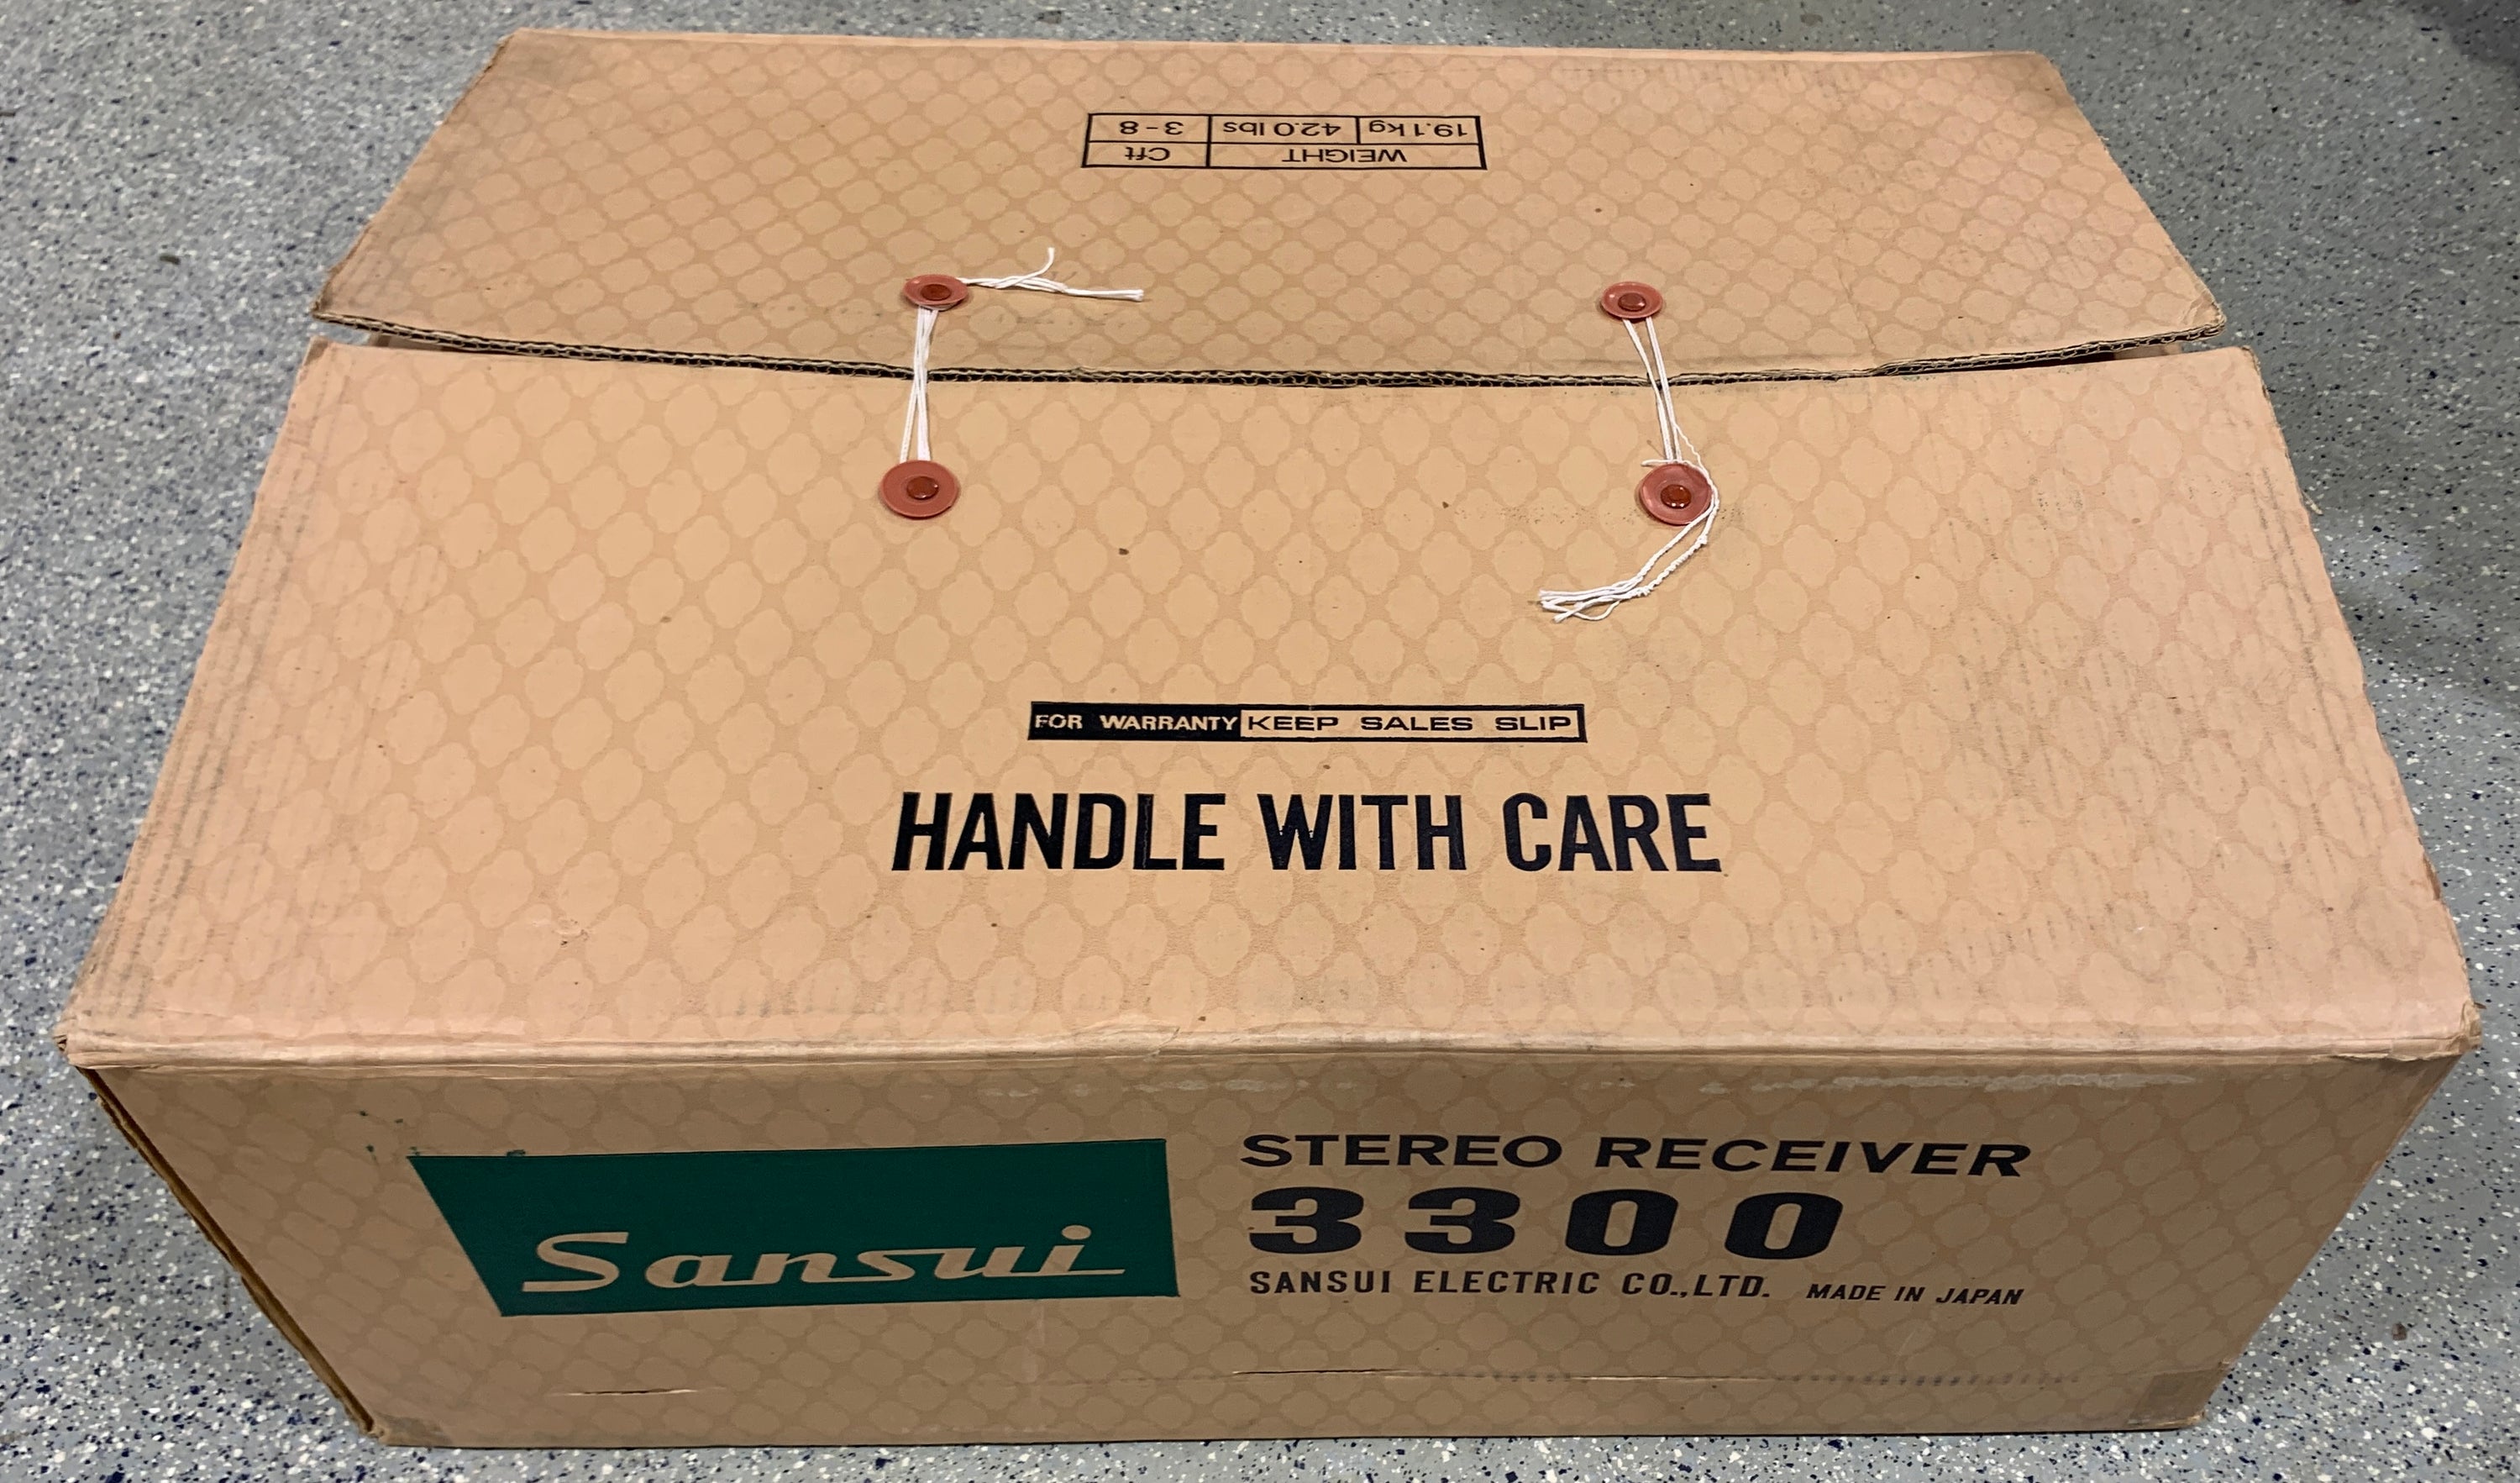 WEIGHT Cft
19.1kg 42.0 lbs 3-8
FOR WARRANTY KEEP SALES SLIP
HANDLE WITH CARE
Sansui
STEREO RECEIVER
3300
SANSUI ELECTRIC CO.,LTD. MADE IN JAPAN